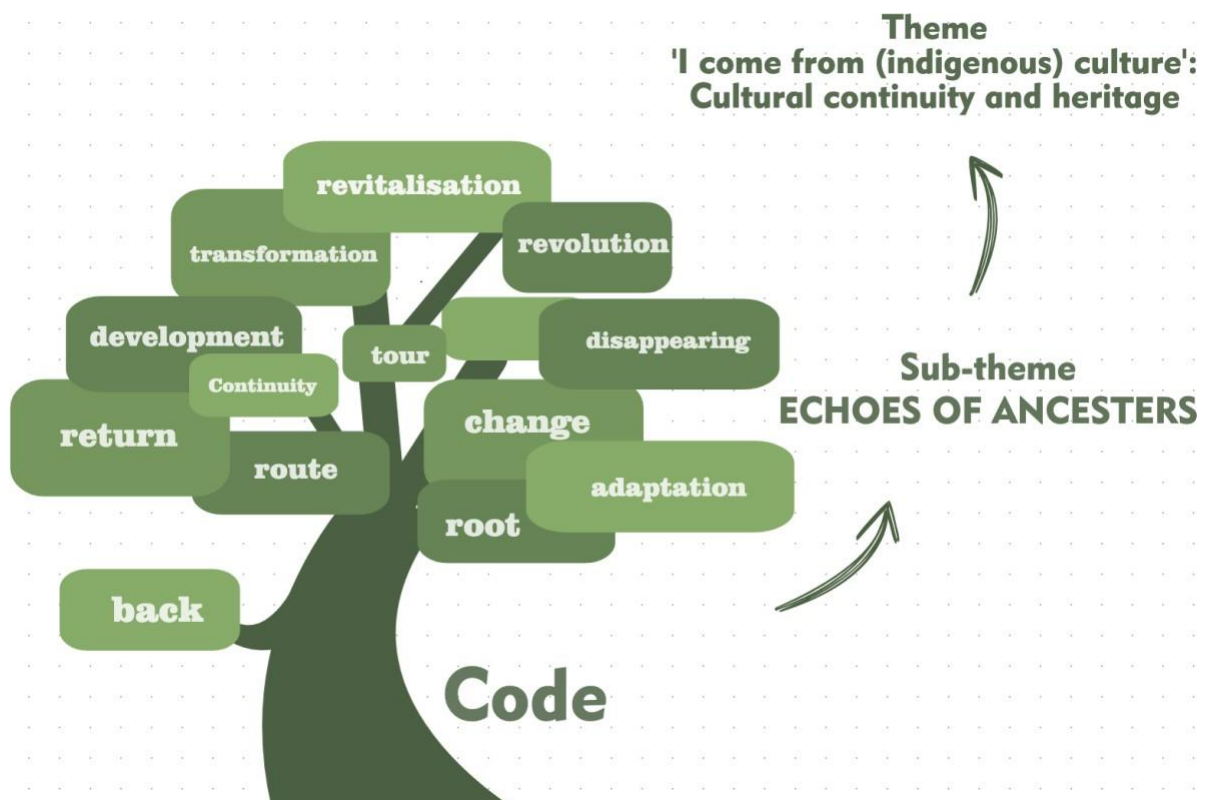 Theme
'I come from (indigenous) culture':
Cultural continuity and heritage
revitalisation
transformation
revolution
development
tour
disappearing
Continuity
return
change
route
adaptation
root
back
Sub-theme
ECHOES OF ANCESTERS
Code